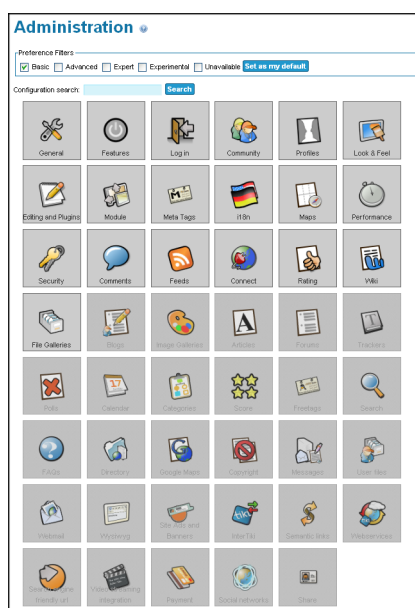 Administration
Preference Filters
Basic Advanced Expert Experimental Unavailable Set as my default
Configuration search: Search
General Features Log in Community Profiles Look & Feel
Editing and Plugins Module Meta Tags i18n Maps Performance
Security Comments Feeds Connect Rating Wiki
File Galleries Blogs Image Galleries Articles Forums Trackers
Polls Calendar Categories Score Freetags Search
FAQs Directory Google Maps Copyright Messages User files
Webmail Wysiwyg Site Ads and Banners InterTiki Semantic links Webservices
Search engine friendly url Video streaming integration Payment Social networks Share